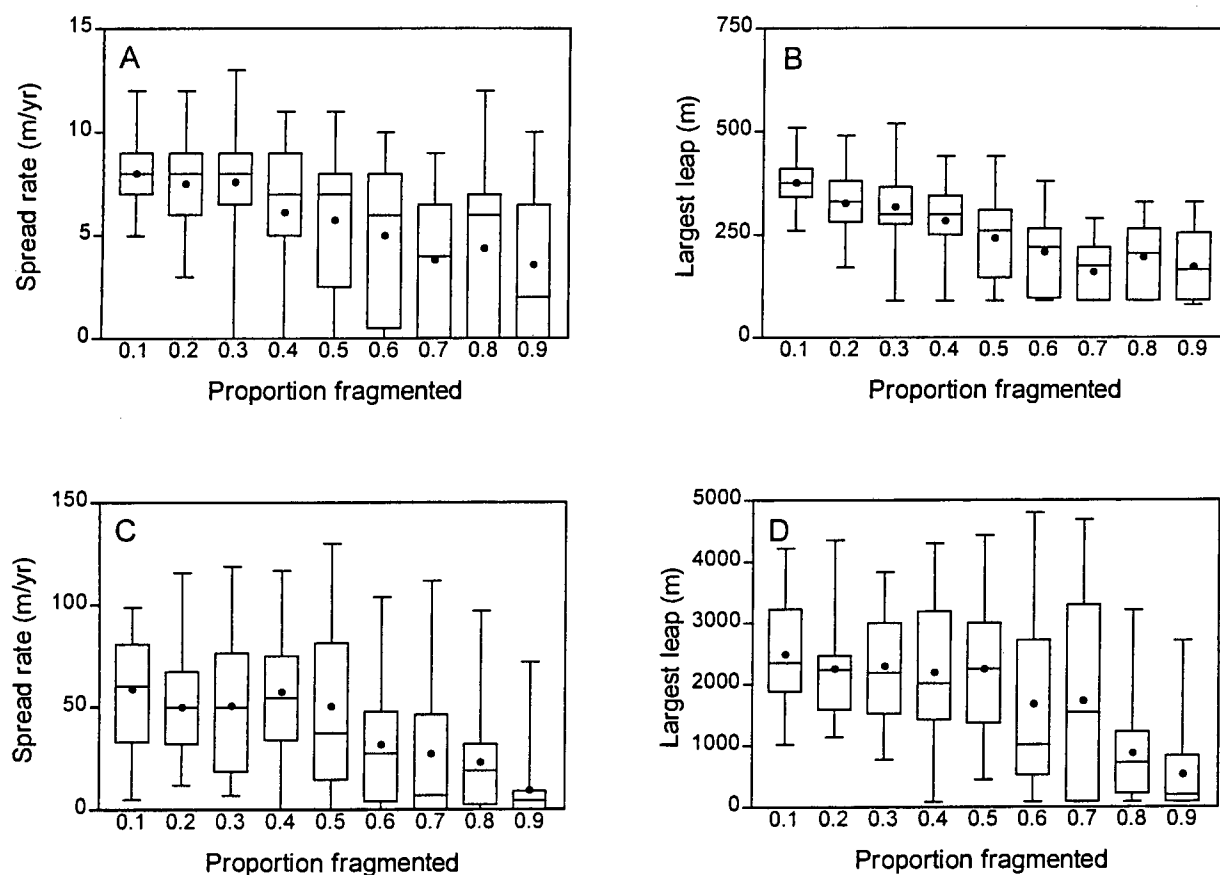 A
Spread rate (m/yr)
15
10
5
0
0.1 0.2 0.3 0.4 0.5 0.6 0.7 0.8 0.9
Proportion fragmented
B
Largest leap (m)
750
500
250
0
0.1 0.2 0.3 0.4 0.5 0.6 0.7 0.8 0.9
Proportion fragmented
C
Spread rate (m/yr)
150
100
50
0
0.1 0.2 0.3 0.4 0.5 0.6 0.7 0.8 0.9
Proportion fragmented
D
Largest leap (m)
5000
4000
3000
2000
1000
0
0.1 0.2 0.3 0.4 0.5 0.6 0.7 0.8 0.9
Proportion fragmented